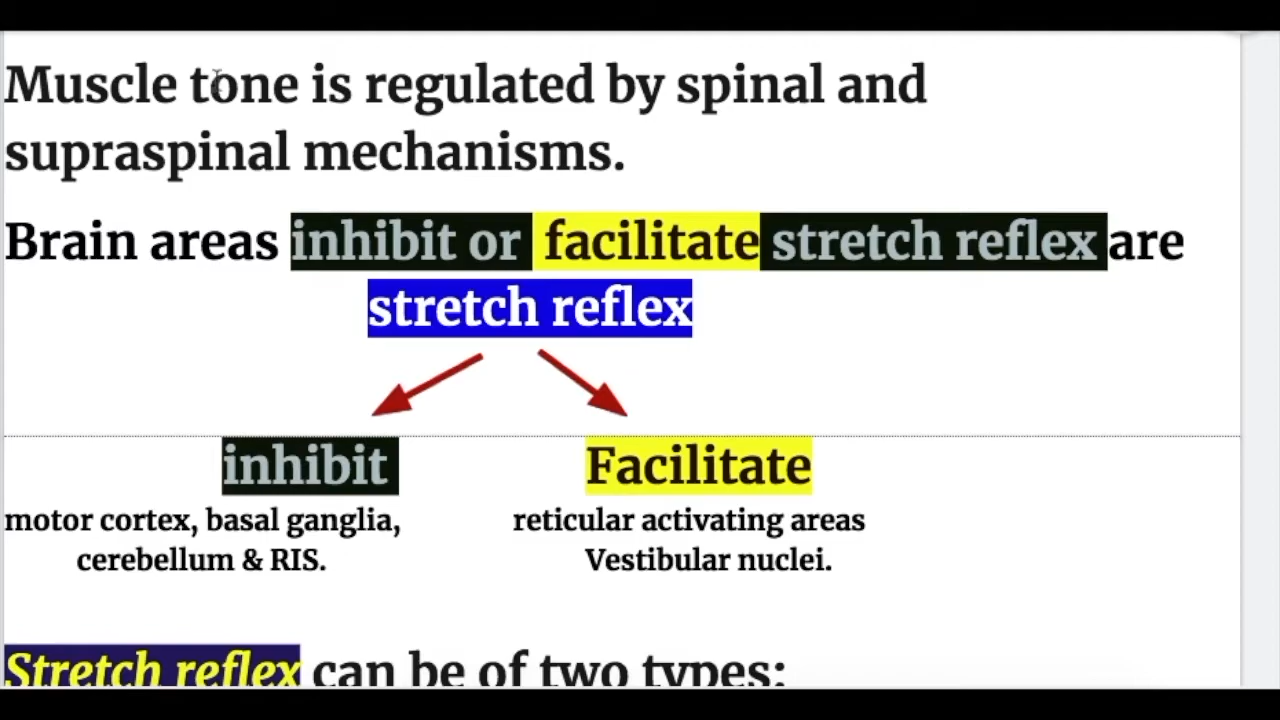 Muscle tone is regulated by spinal and
supraspinal mechanisms.
Brain areas inhibit or facilitate stretch reflex are
stretch reflex
inhibit Facilitate
motor cortex, basal ganglia, reticular activating areas
cerebellum & RIS. Vestibular nuclei.
Stretch reflex can be of two types: